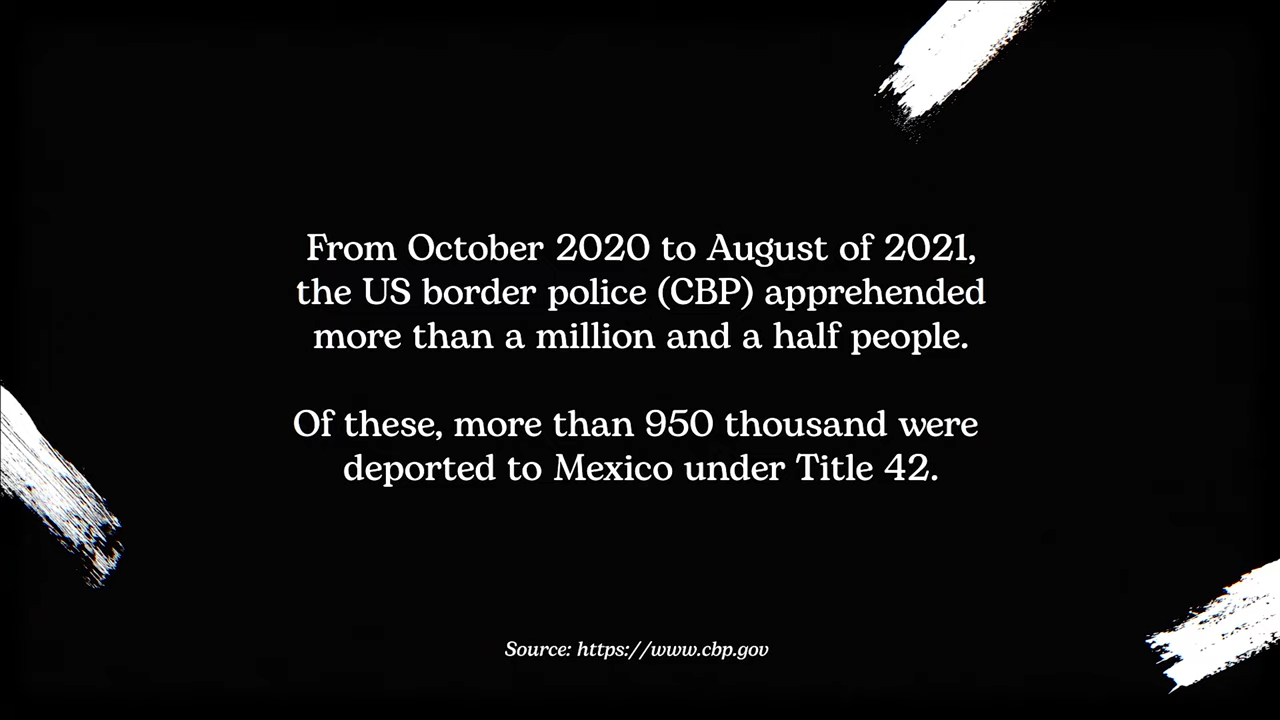 From October 2020 to August of 2021,
the US border police (CBP) apprehended
more than a million and a half people.
Of these, more than 950 thousand were
deported to Mexico under Title 42.
Source: https://www.cbp.gov